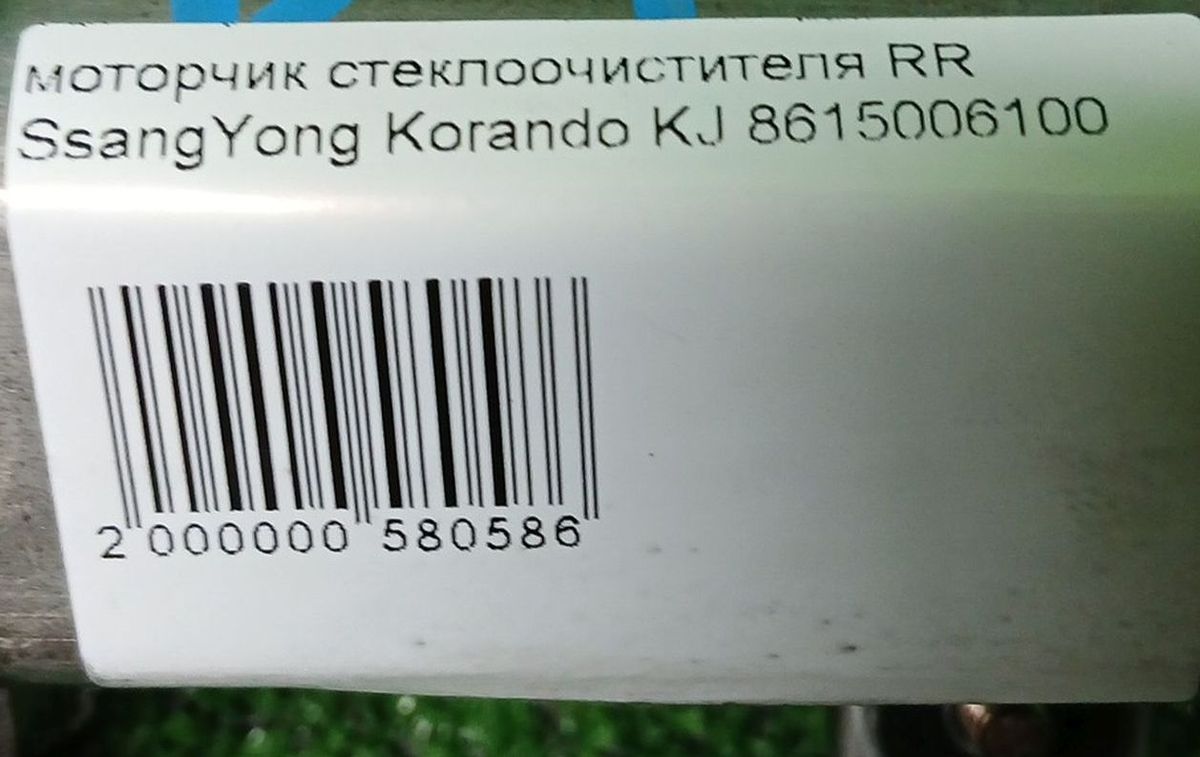 моторчик стеклоочистителя RR
SsangYong Korando KJ 8615006100
2 000000 580586